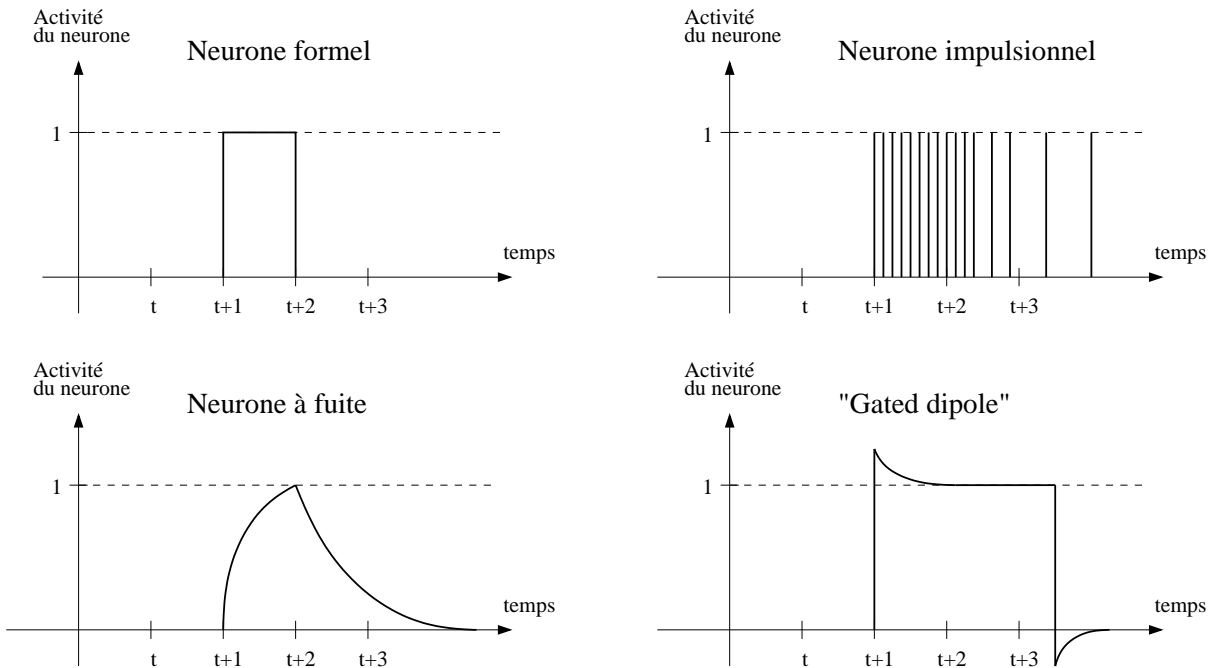 Activité
du neurone
Neurone formel
1
temps
t t+1 t+2 t+3
Activité
du neurone
Neurone impulsionnel
1
temps
t t+1 t+2 t+3
Activité
du neurone
Neurone à fuite
1
temps
t t+1 t+2 t+3
Activité
du neurone
"Gated dipole"
1
temps
t t+1 t+2 t+3